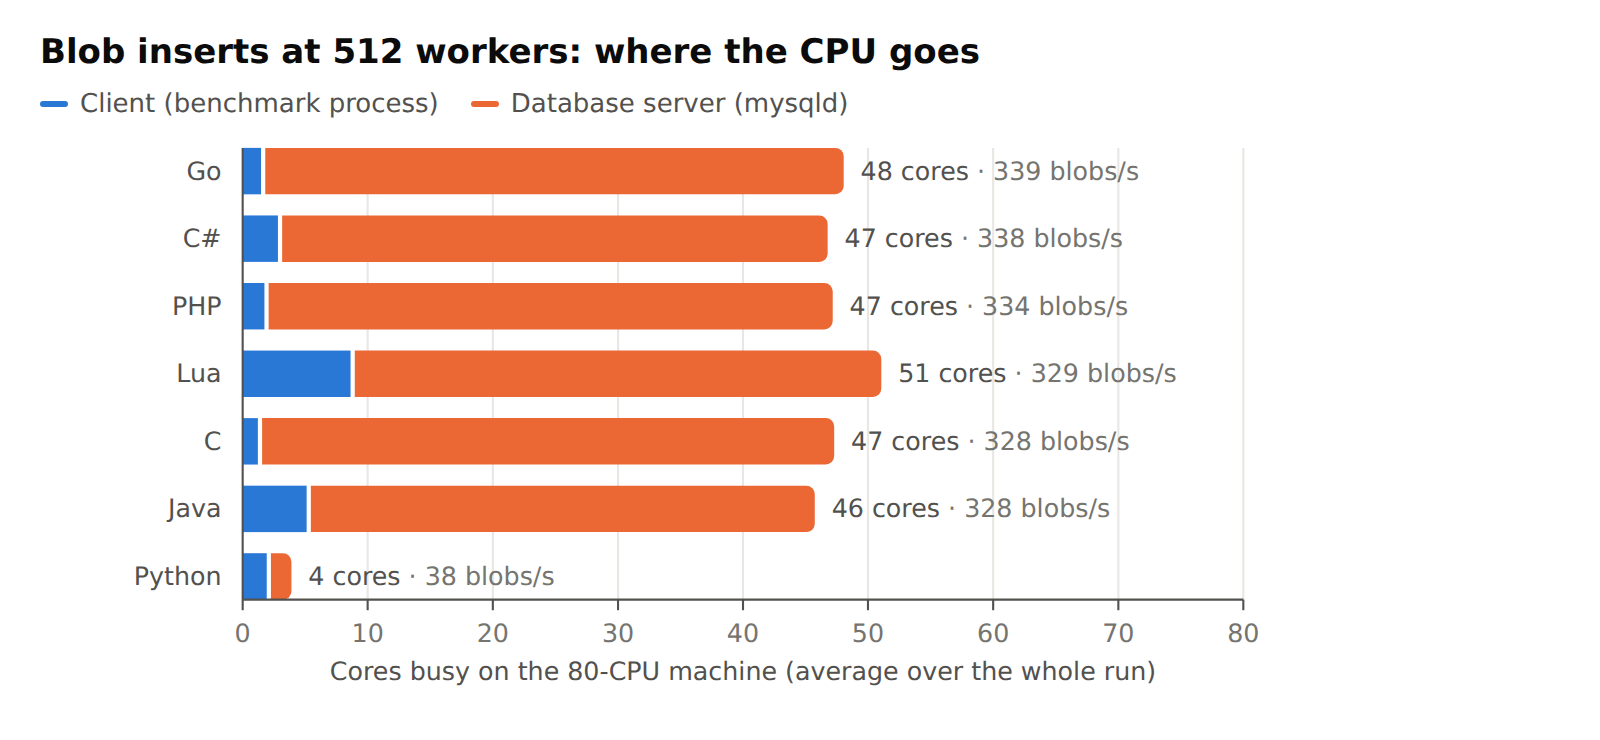 Blob inserts at 512 workers: where the CPU goes
Client (benchmark process) Database server (mysqld)
Go 48 cores · 339 blobs/s
C# 47 cores · 338 blobs/s
PHP 47 cores · 334 blobs/s
Lua 51 cores · 329 blobs/s
C 47 cores · 328 blobs/s
Java 46 cores · 328 blobs/s
Python 4 cores · 38 blobs/s
0 10 20 30 40 50 60 70 80
Cores busy on the 80-CPU machine (average over the whole run)